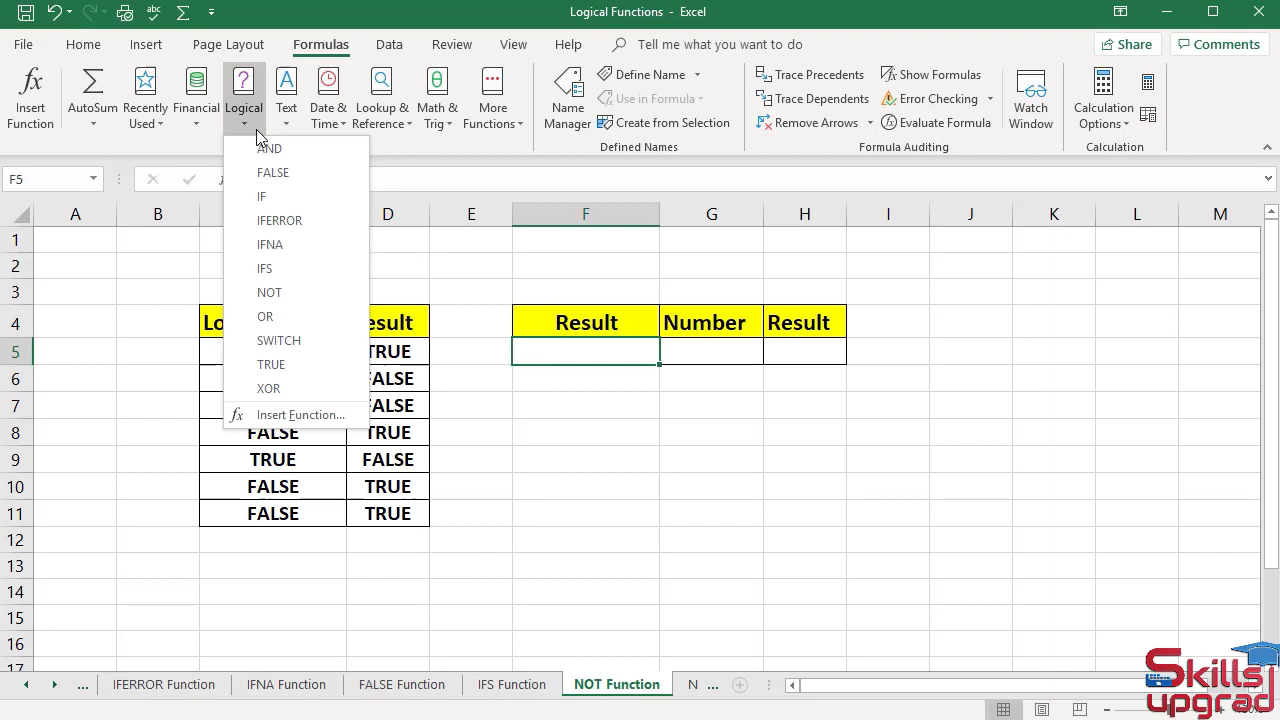 Logical Functions - Excel
File Home Insert Page Layout Formulas Data Review View Help Tell me what you want to do Share Comments
Insert Function
AutoSum
Recently Used
Financial
Logical
Text
Date & Time
Lookup & Reference
Math & Trig
More Functions
Name Manager
Define Name
Use in Formula
Create from Selection
Defined Names
Trace Precedents
Trace Dependents
Remove Arrows
Show Formulas
Error Checking
Evaluate Formula
Formula Auditing
Watch Window
Calculation Options
Calculation
AND
FALSE
IF
IFERROR
IFNA
IFS
NOT
OR
SWITCH
TRUE
XOR
fx Insert Function...
F5
A B D E F G H I J K L M
1
2
3
4 Lo esult Result Number Result
5 TRUE
6 FALSE
7 FALSE
8 FALSE TRUE
9 TRUE FALSE
10 FALSE TRUE
11 FALSE TRUE
12
13
14
15
16
17
... IFERROR Function IFNA Function FALSE Function IFS Function NOT Function N ...
Skills
upgrad